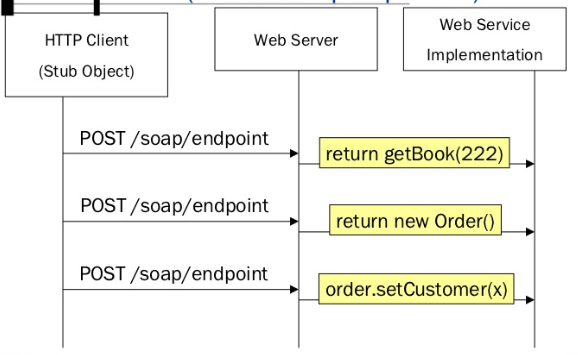 HTTP Client
(Stub Object)
Web Server
Web Service
Implementation
POST /soap/endpoint
return getBook(222)
POST /soap/endpoint
return new Order()
POST /soap/endpoint
order.setCustomer(x)